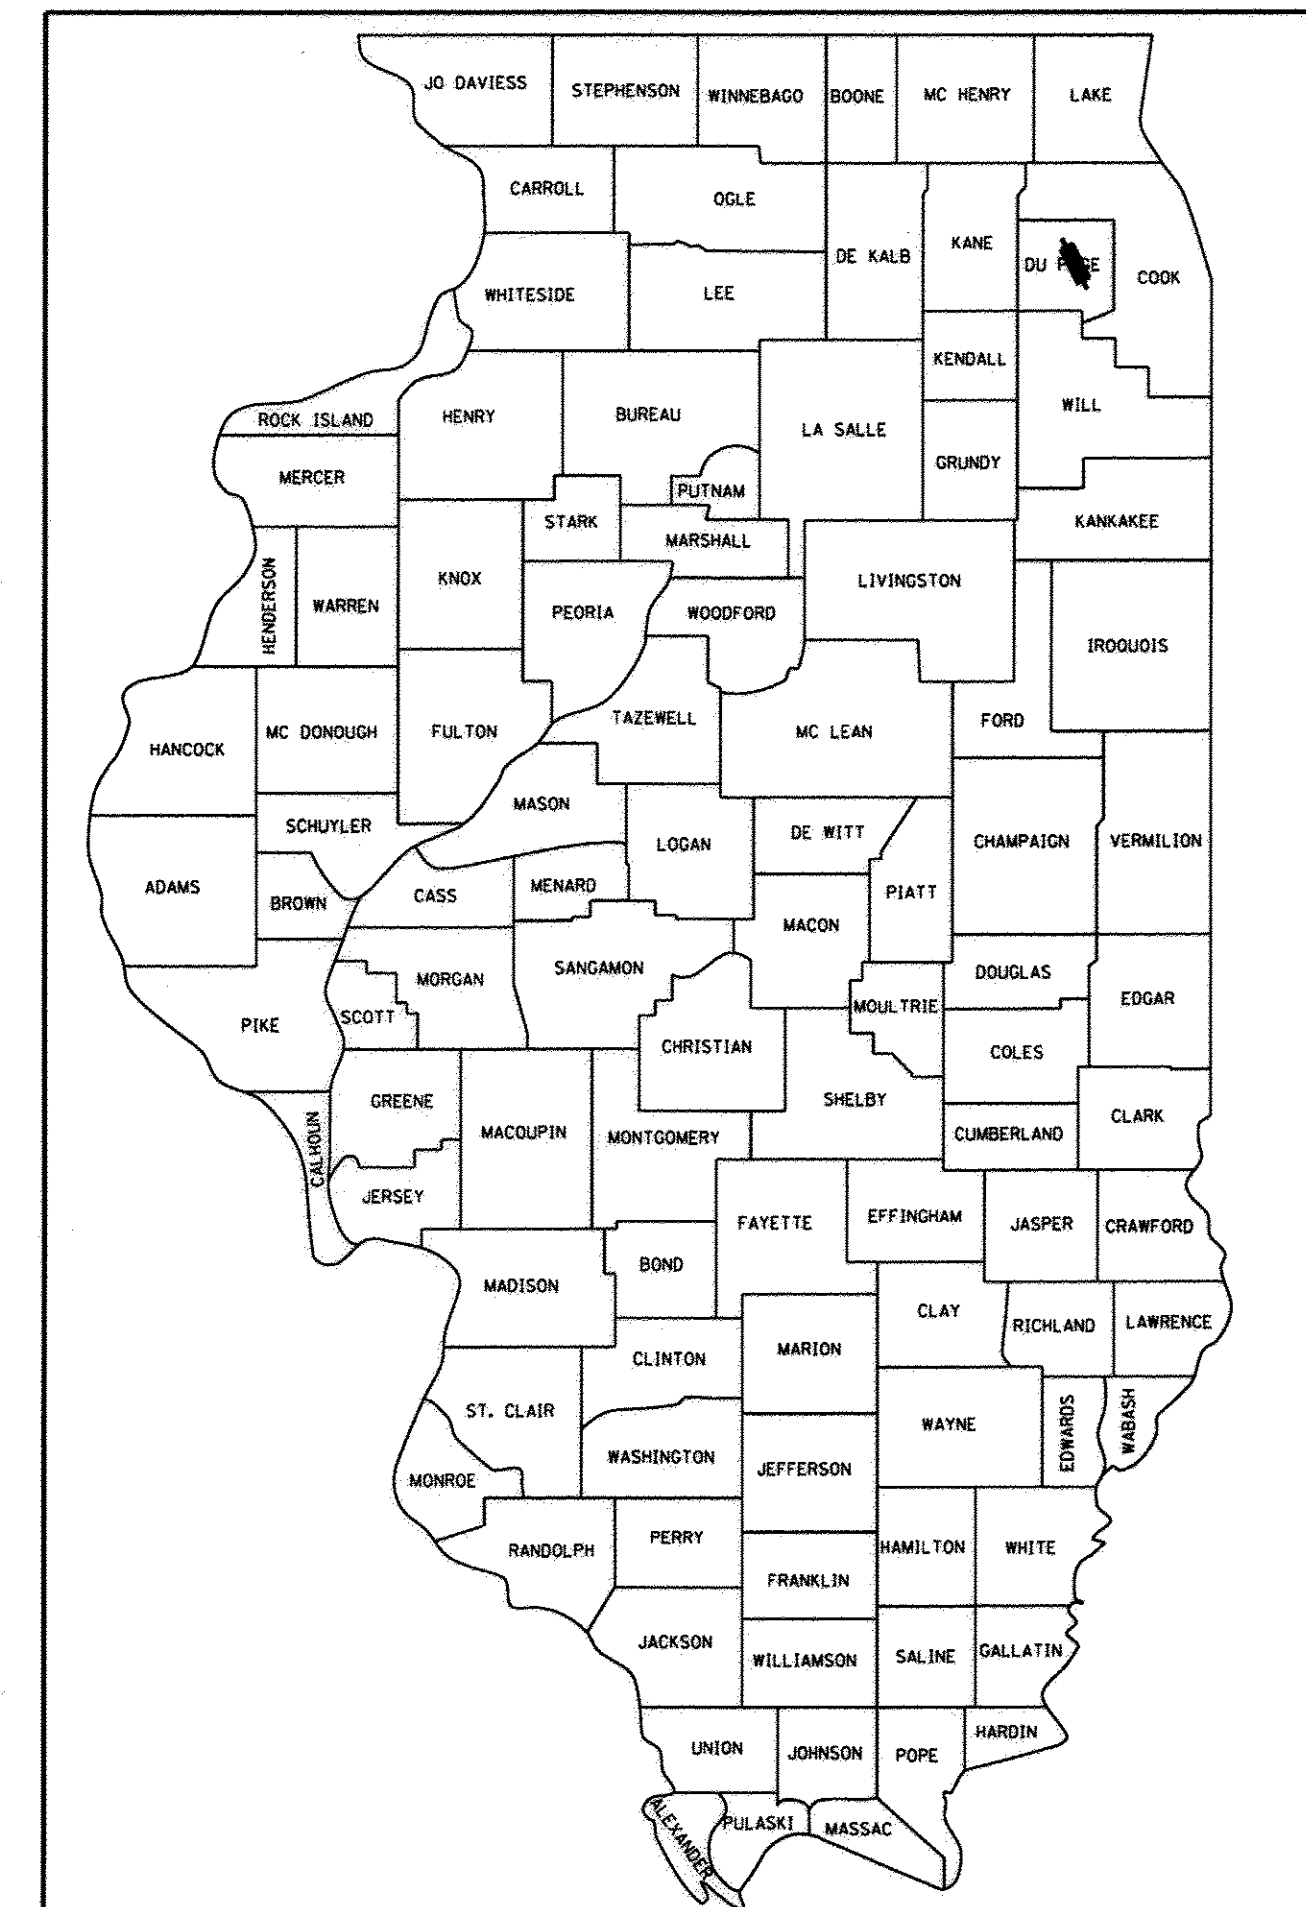 JO DAVIESS
STEPHENSON
WINNEBAGO
BOONE
MC HENRY
LAKE
CARROLL
OGLE
DE KALB
KANE
DU PAGE
COOK
WHITESIDE
LEE
KENDALL
WILL
ROCK ISLAND
HENRY
BUREAU
LA SALLE
GRUNDY
MERCER
PUTNAM
STARK
MARSHALL
KANKAKEE
HENDERSON
WARREN
KNOX
PEORIA
WOODFORD
LIVINGSTON
IROQUOIS
HANCOCK
MC DONOUGH
FULTON
TAZEWELL
MC LEAN
FORD
SCHUYLER
MASON
LOGAN
DE WITT
CHAMPAIGN
VERMILION
ADAMS
BROWN
CASS
MENARD
MACON
PIATT
PIKE
SCOTT
MORGAN
SANGAMON
CHRISTIAN
MOULTRIE
DOUGLAS
EDGAR
COLES
CALHOUN
GREENE
MACOUPIN
MONTGOMERY
SHELBY
CUMBERLAND
CLARK
JERSEY
FAYETTE
EFFINGHAM
JASPER
CRAWFORD
MADISON
BOND
CLAY
RICHLAND
LAWRENCE
CLINTON
MARION
ST. CLAIR
WASHINGTON
JEFFERSON
WAYNE
EDWARDS
WABASH
MONROE
RANDOLPH
PERRY
FRANKLIN
HAMILTON
WHITE
JACKSON
WILLIAMSON
SALINE
GALLATIN
UNION
JOHNSON
POPE
HARDIN
ALEXANDER
PULASKI
MASSAC